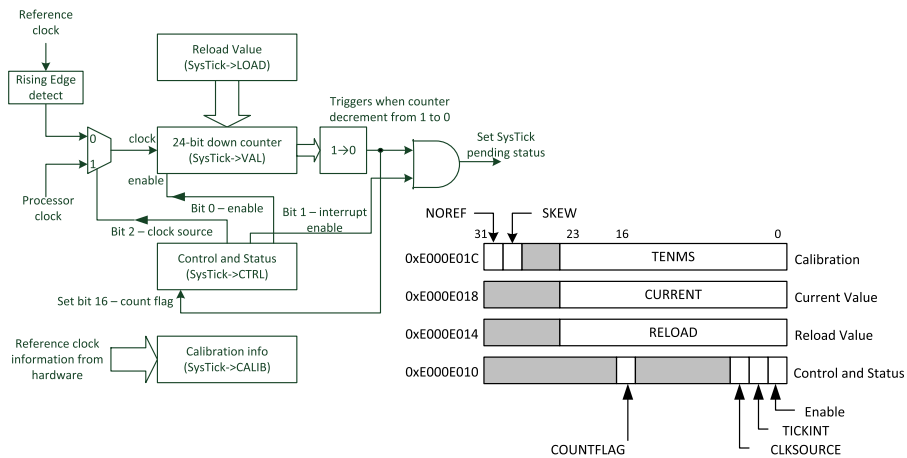 Reference
clock
Rising Edge
detect
Reload Value
(SysTick->LOAD)
Triggers when counter
decrement from 1 to 0
0
1
clock
24-bit down counter
(SysTick->VAL)
1→0
Set SysTick
pending status
enable
Processor
clock
Bit 0 – enable
Bit 1 – interrupt
enable
Bit 2 – clock source
Control and Status
(SysTick->CTRL)
Set bit 16 – count flag
Reference clock
information from
hardware
Calibration info
(SysTick->CALIB)
NOREF
SKEW
31 23 16 0
0xE000E01C TENMS Calibration
0xE000E018 CURRENT Current Value
0xE000E014 RELOAD Reload Value
0xE000E010 Control and Status
Enable
TICKINT
COUNTFLAG CLKSOURCE